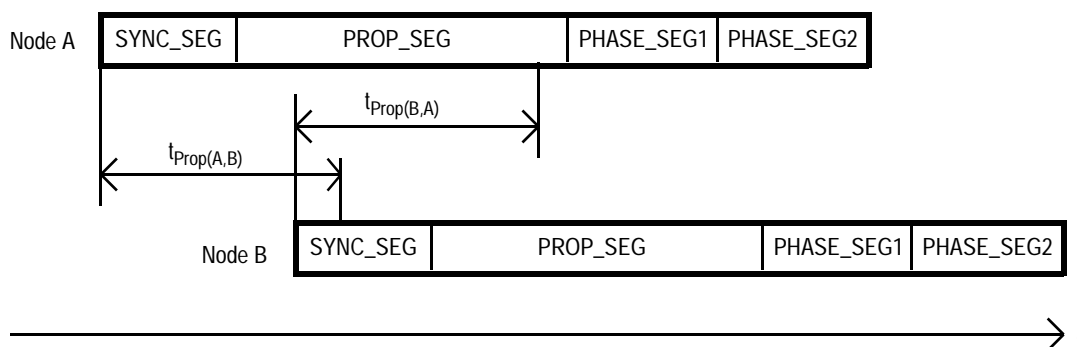 Node A SYNC_SEG PROP_SEG PHASE_SEG1 PHASE_SEG2
tProp(B,A)
tProp(A,B)
Node B SYNC_SEG PROP_SEG PHASE_SEG1 PHASE_SEG2